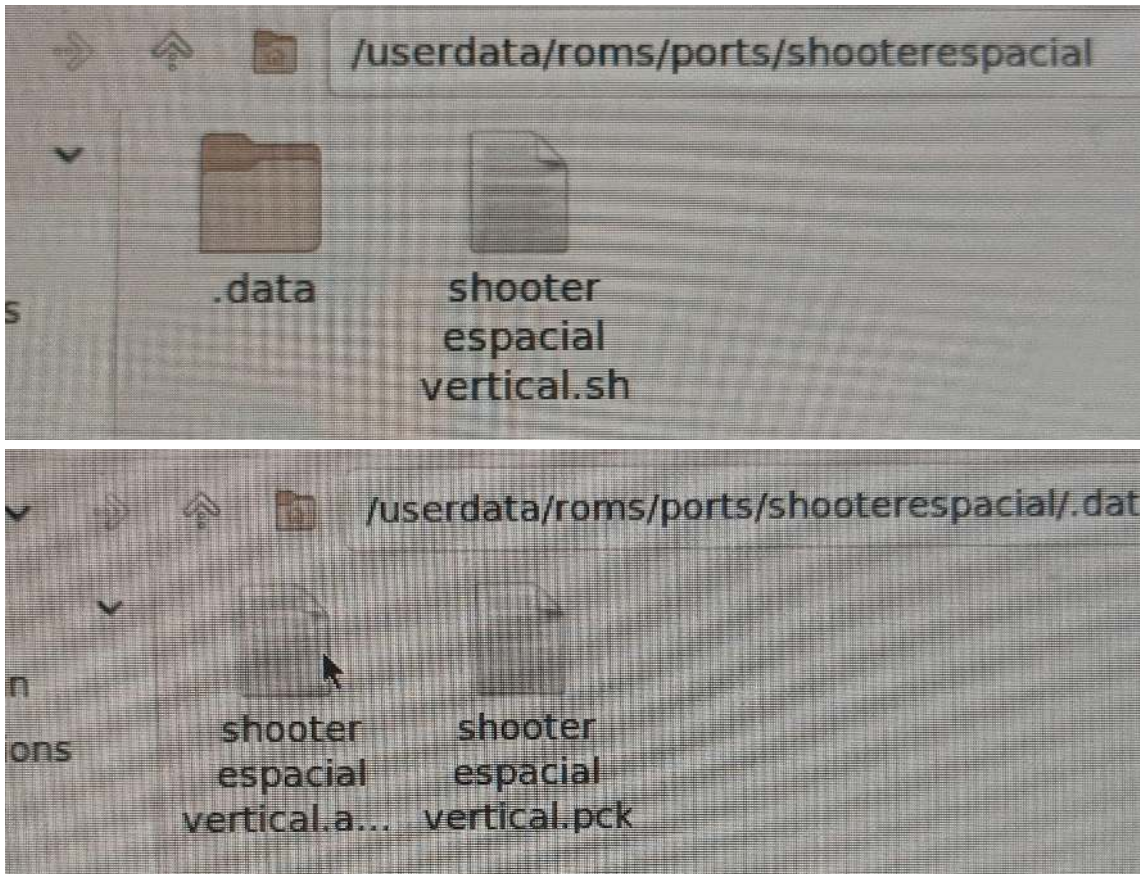 /userdata/roms/ports/shooterespacial
.data
shooter
espacial
vertical.sh
s
/userdata/roms/ports/shooterespacial/.dat
shooter
espacial
vertical.a...
shooter
espacial
vertical.pck
n
ons